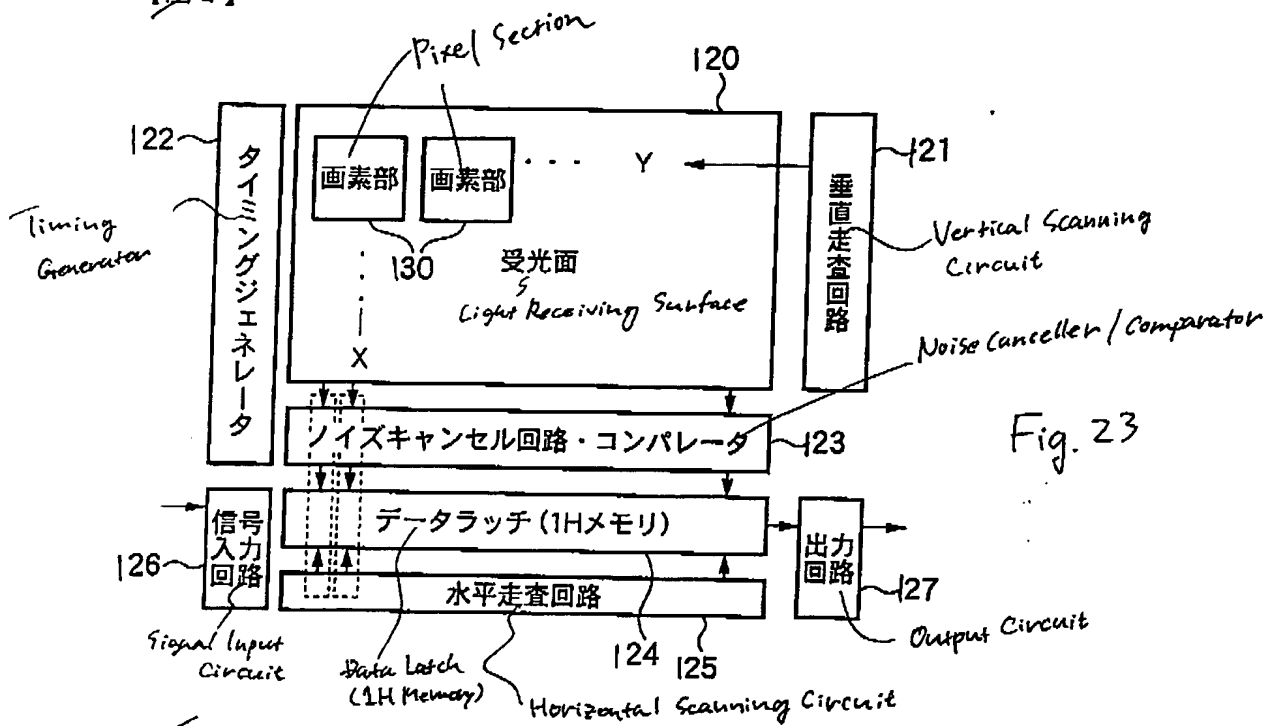 Pixel Section
120
122
タイミングジェネレータ
Timing
Generator
画素部
画素部
・・・
Y
121
垂直走査回路
Vertical Scanning
Circuit
130
受光面
Light Receiving Surface
X
Noise Canceller / Comparator
ノイズキャンセル回路・コンパレータ
123
Fig. 23
信号
入力
回路
126
データラッチ(1Hメモリ)
出力
回路
127
水平走査回路
Signal Input
Circuit
Data Latch
(1H Memory)
124
125
Output Circuit
Horizontal Scanning Circuit